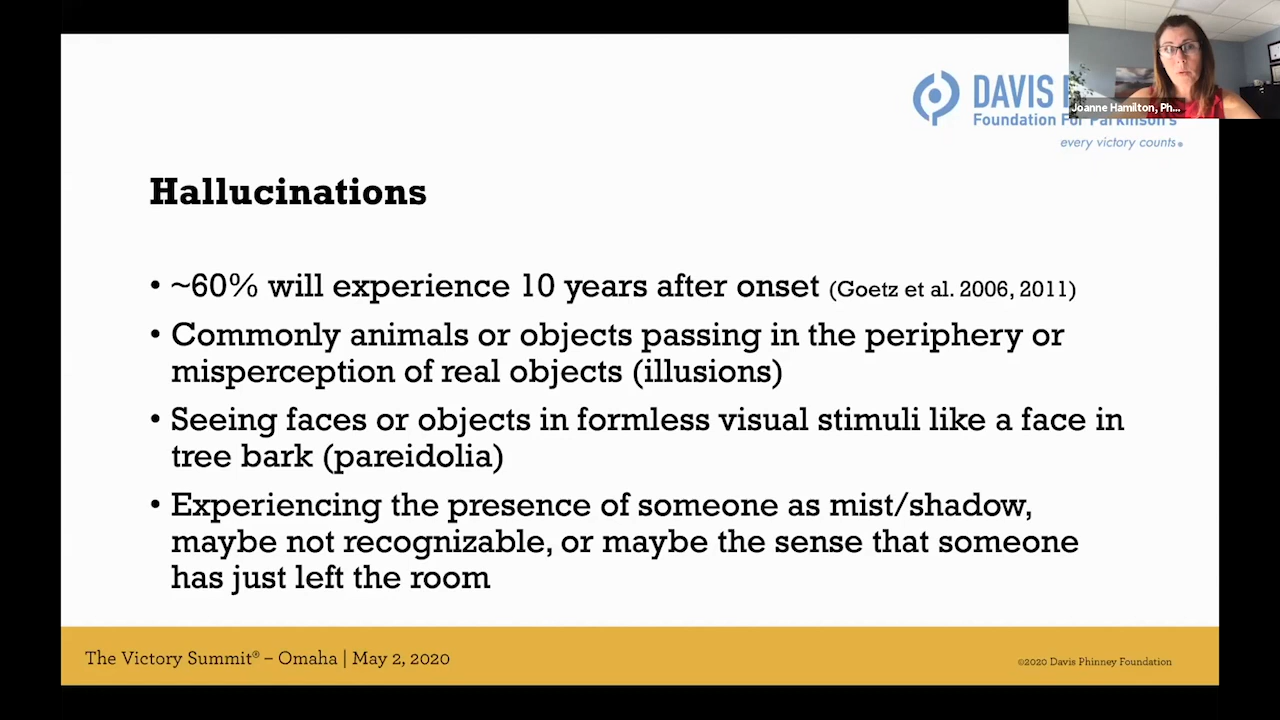 DAVIS
Foundation For Parkinson's
every victory counts.
Joanne Hamilton, Ph...
Hallucinations
• ~60% will experience 10 years after onset (Goetz et al. 2006, 2011)
• Commonly animals or objects passing in the periphery or
misperception of real objects (illusions)
• Seeing faces or objects in formless visual stimuli like a face in
tree bark (pareidolia)
• Experiencing the presence of someone as mist/shadow,
maybe not recognizable, or maybe the sense that someone
has just left the room
The Victory Summit® – Omaha | May 2, 2020
©2020 Davis Phinney Foundation